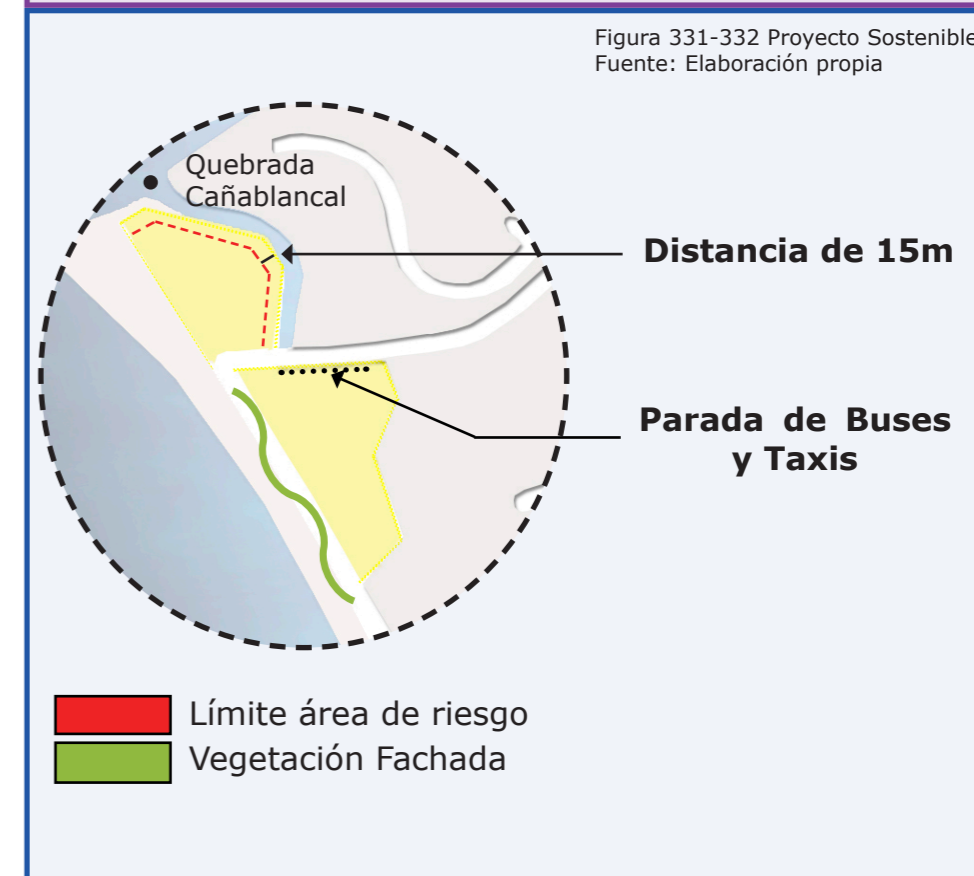 Figura 331-332 Proyecto Sostenible
Fuente: Elaboración propia
Quebrada
Cañablancal
Distancia de 15m
Parada de Buses
y Taxis
Límite área de riesgo
Vegetación Fachada